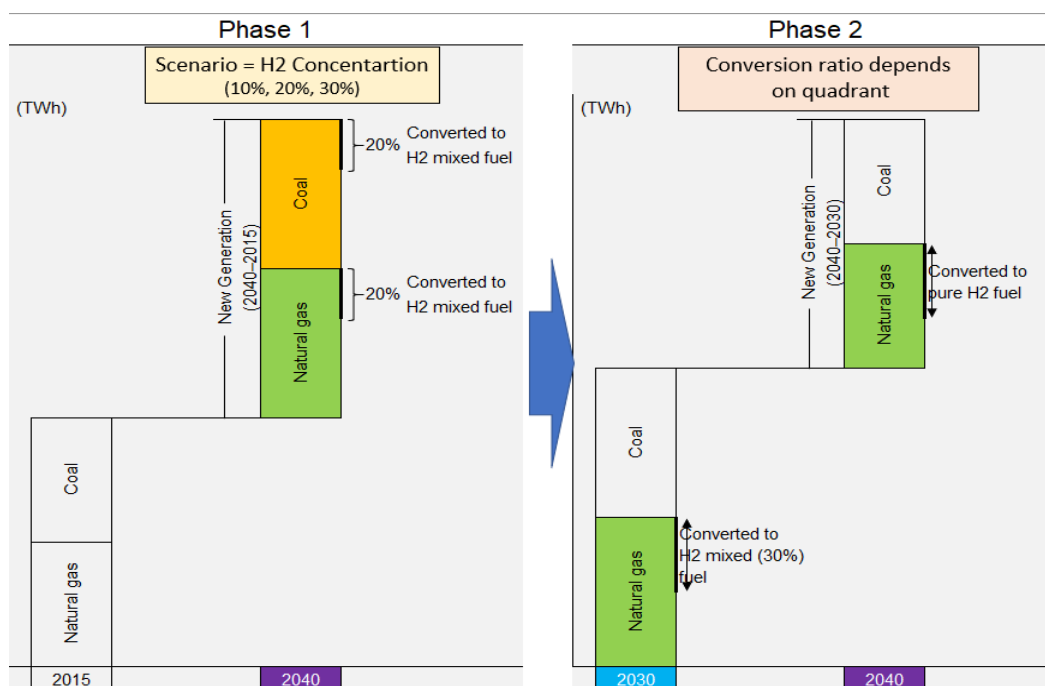 Phase 1
Scenario = H2 Concentartion
(10%, 20%, 30%)
(TWh)
New Generation
(2040–2015)
Coal
20%
Converted to
H2 mixed fuel
Natural gas
20%
Converted to
H2 mixed fuel
Coal
Natural gas
2015
2040
Phase 2
Conversion ratio depends
on quadrant
(TWh)
New Generation
(2040–2030)
Coal
Natural gas
Converted to
pure H2 fuel
Coal
Natural gas
Converted to
H2 mixed (30%)
fuel
2030
2040